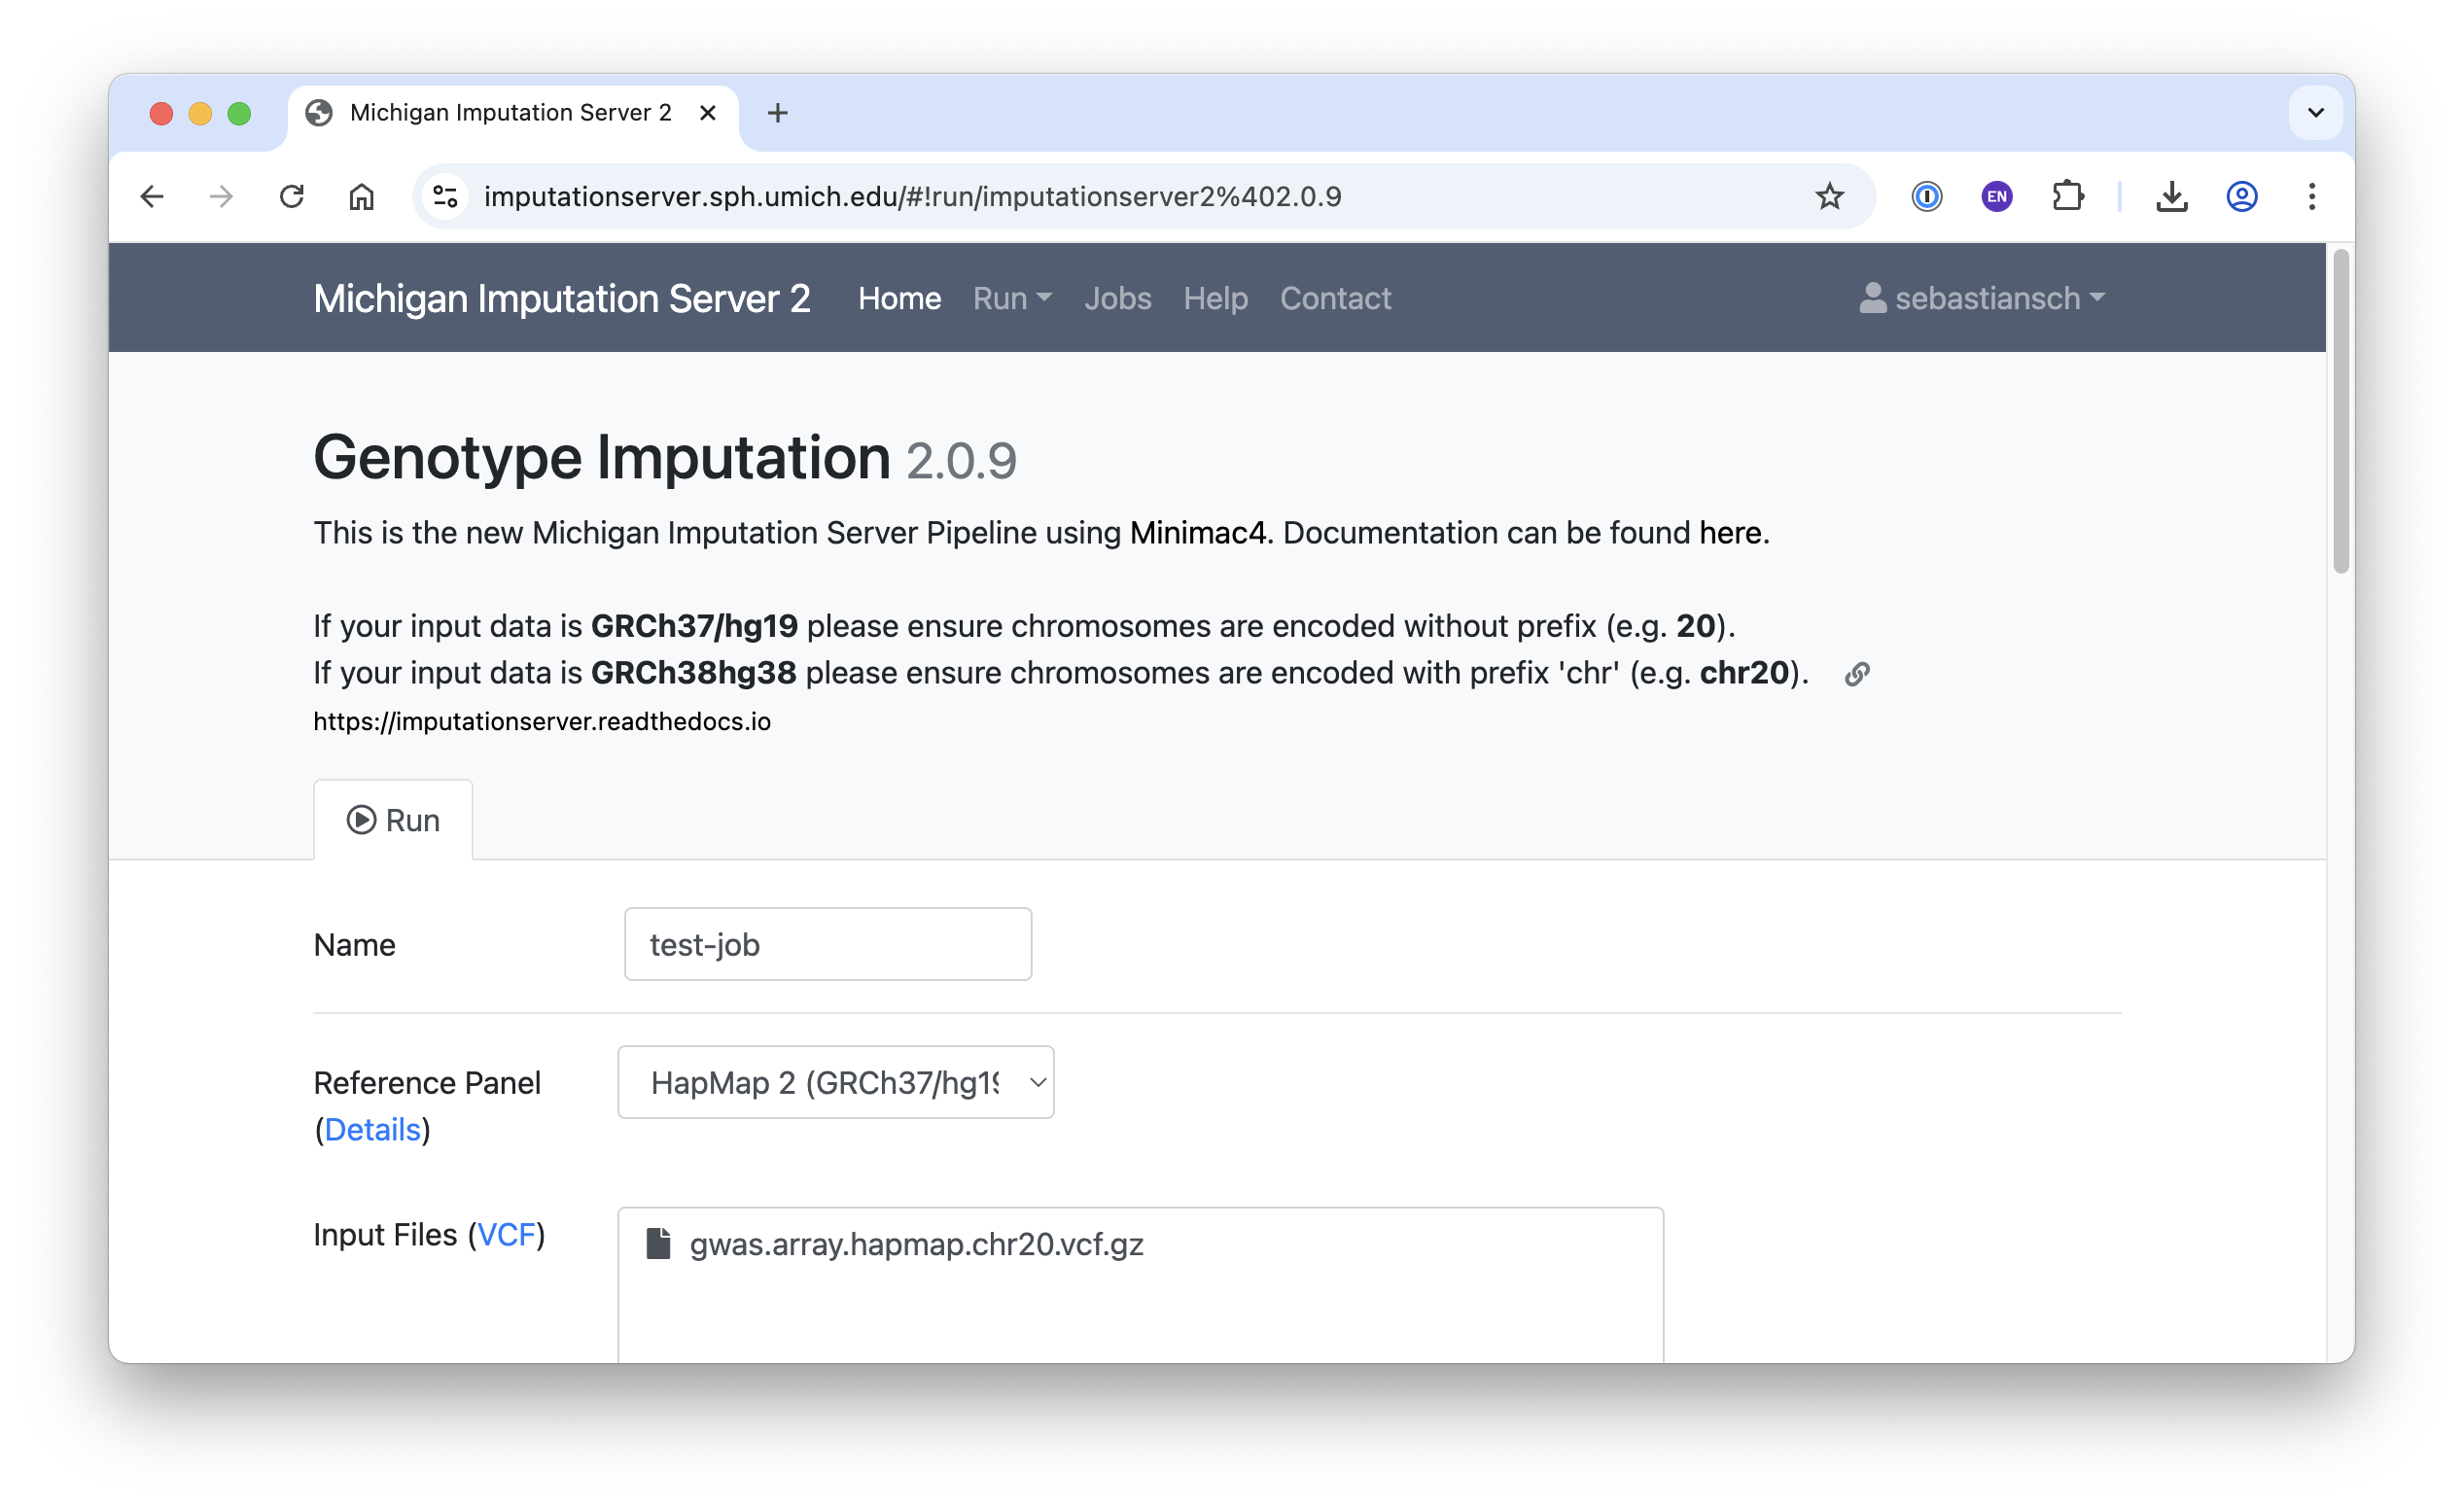 Michigan Imputation Server 2
imputationserver.sph.umich.edu/#!run/imputationserver2%402.0.9
EN
Michigan Imputation Server 2 Home Run Jobs Help Contact sebastiansch
Genotype Imputation 2.0.9
This is the new Michigan Imputation Server Pipeline using Minimac4. Documentation can be found here.
If your input data is GRCh37/hg19 please ensure chromosomes are encoded without prefix (e.g. 20).
If your input data is GRCh38hg38 please ensure chromosomes are encoded with prefix 'chr' (e.g. chr20).
https://imputationserver.readthedocs.io
Run
Name test-job
Reference Panel HapMap 2 (GRCh37/hg19
(Details)
Input Files (VCF) gwas.array.hapmap.chr20.vcf.gz